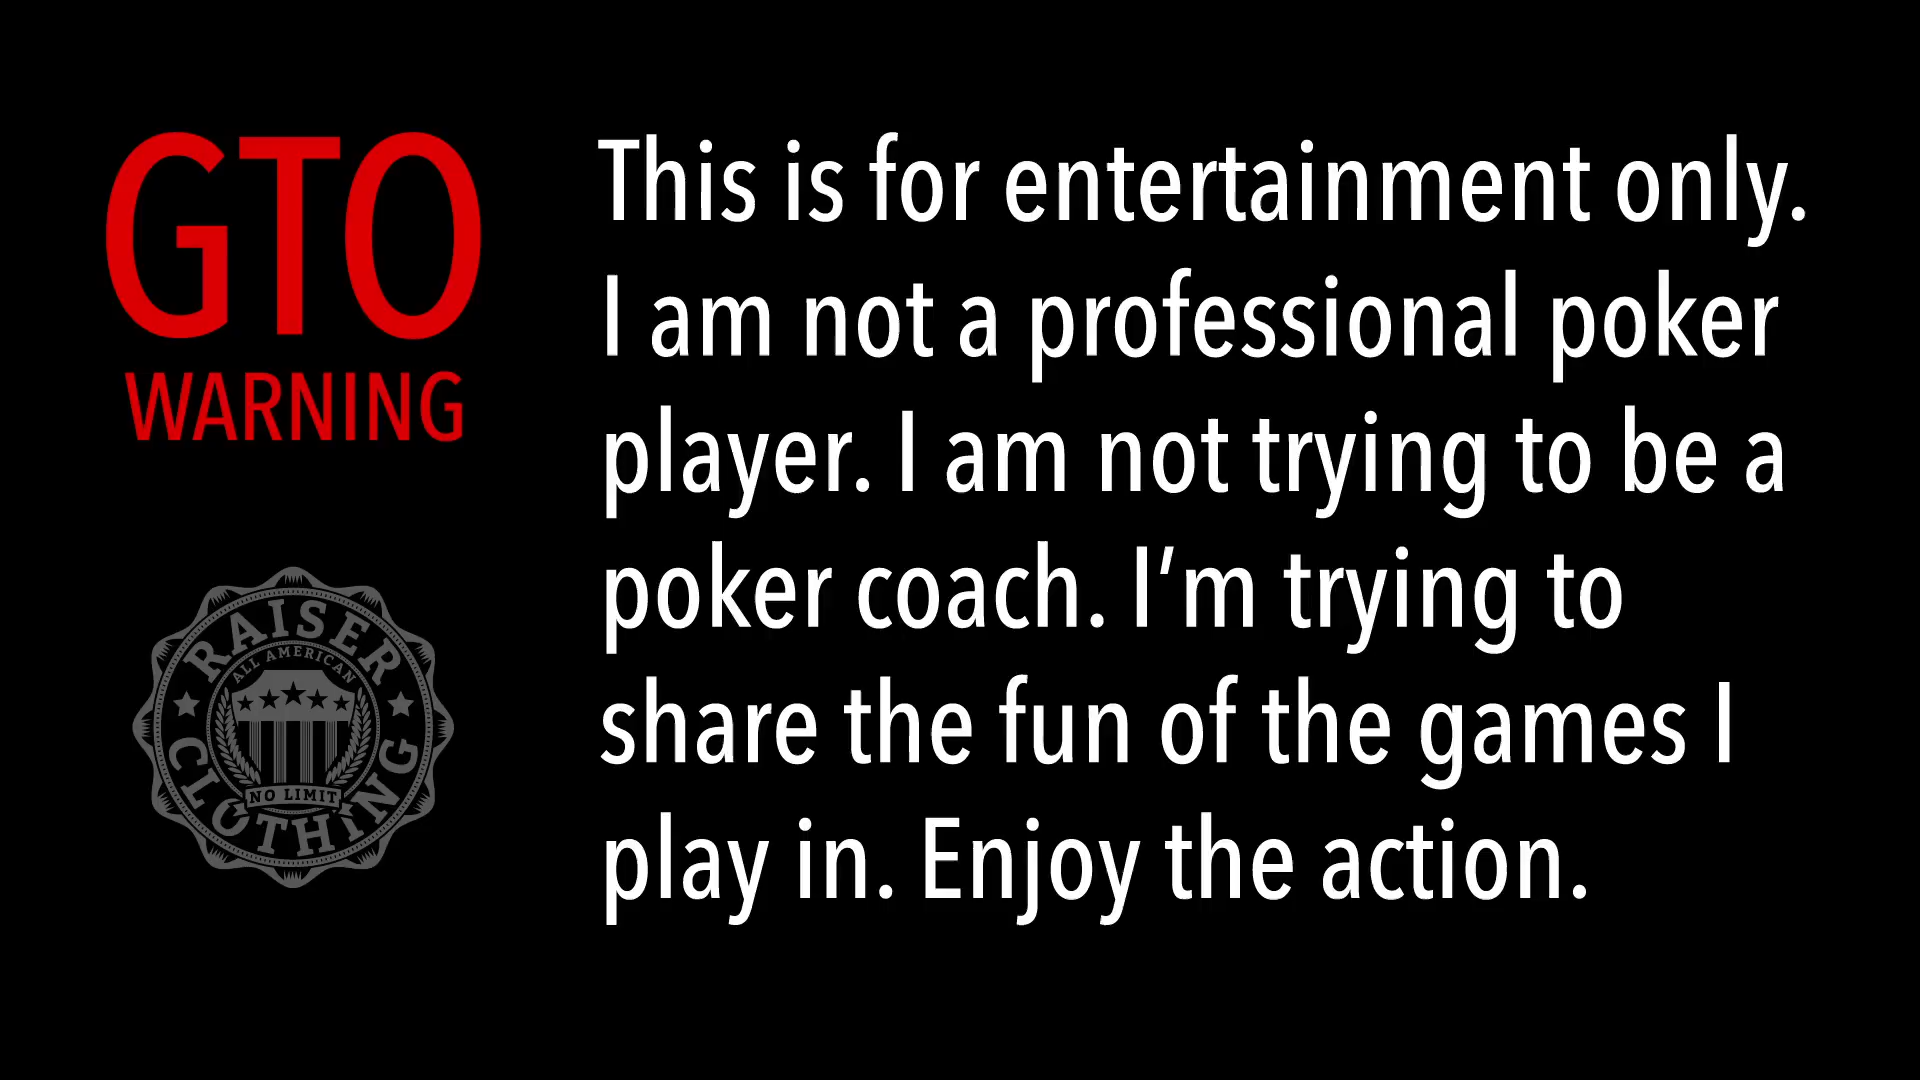 GTO
WARNING
This is for entertainment only.
I am not a professional poker
player. I am not trying to be a
poker coach. I’m trying to
share the fun of the games I
play in. Enjoy the action.
RAISER
ALL AMERICAN
NO LIMIT
CLOTHING